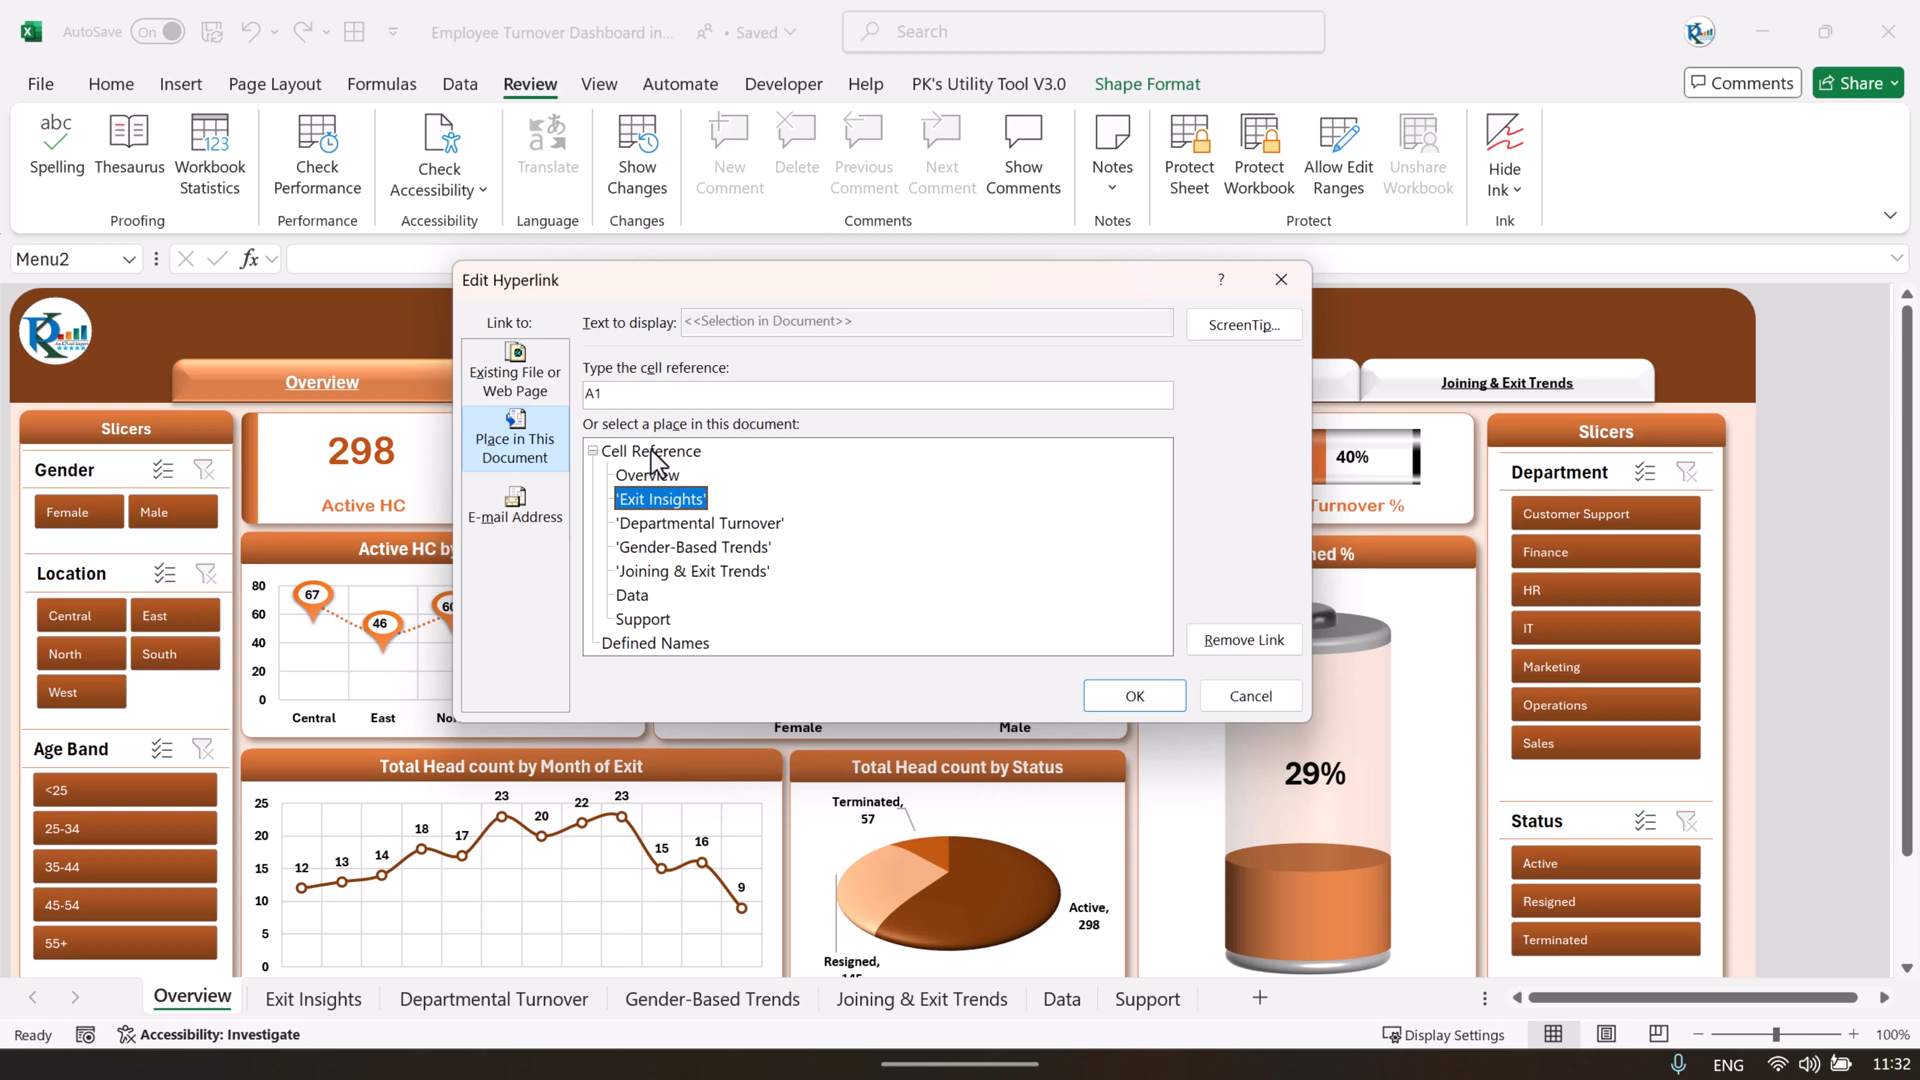 AutoSave On
Employee Turnover Dashboard in... • Saved
Search
File Home Insert Page Layout Formulas Data Review View Automate Developer Help PK's Utility Tool V3.0 Shape Format
Comments Share
abc
Spelling
Thesaurus
123
Workbook
Statistics
Check
Performance
Check
Accessibility
Translate
Show
Changes
New
Comment
Delete
Previous
Comment
Next
Comment
Show
Comments
Notes
Protect
Sheet
Protect
Workbook
Allow Edit
Ranges
Unshare
Workbook
Hide
Ink
Proofing Performance Accessibility Language Changes Comments Notes Protect Ink
Menu2
fx
Edit Hyperlink
?
Link to:
Text to display: <<Selection in Document>>
ScreenTip...
Existing File or
Web Page
Type the cell reference:
A1
Place in This
Document
Or select a place in this document:
Cell Reference
Overview
'Exit Insights'
'Departmental Turnover'
'Gender-Based Trends'
'Joining & Exit Trends'
Data
Support
Defined Names
E-mail Address
Remove Link
OK Cancel
Overview
Joining & Exit Trends
Slicers
Gender
Female Male
Location
Central East
North South
West
Age Band
<25
25-34
35-44
45-54
55+
298
Active HC
40%
Turnover %
Active HC by
80
60
40
20
0
67
46
60
Central East No
Female Male
ned %
29%
Total Head count by Month of Exit
25
20
15
10
5
0
12 13 14 18 17 23 20 22 23 15 16 9
Total Head count by Status
Terminated,
57
Active,
298
Resigned,
145
Slicers
Department
Customer Support
Finance
HR
IT
Marketing
Operations
Sales
Status
Active
Resigned
Terminated
Overview Exit Insights Departmental Turnover Gender-Based Trends Joining & Exit Trends Data Support
Ready Accessibility: Investigate Display Settings 100%
ENG 11:32